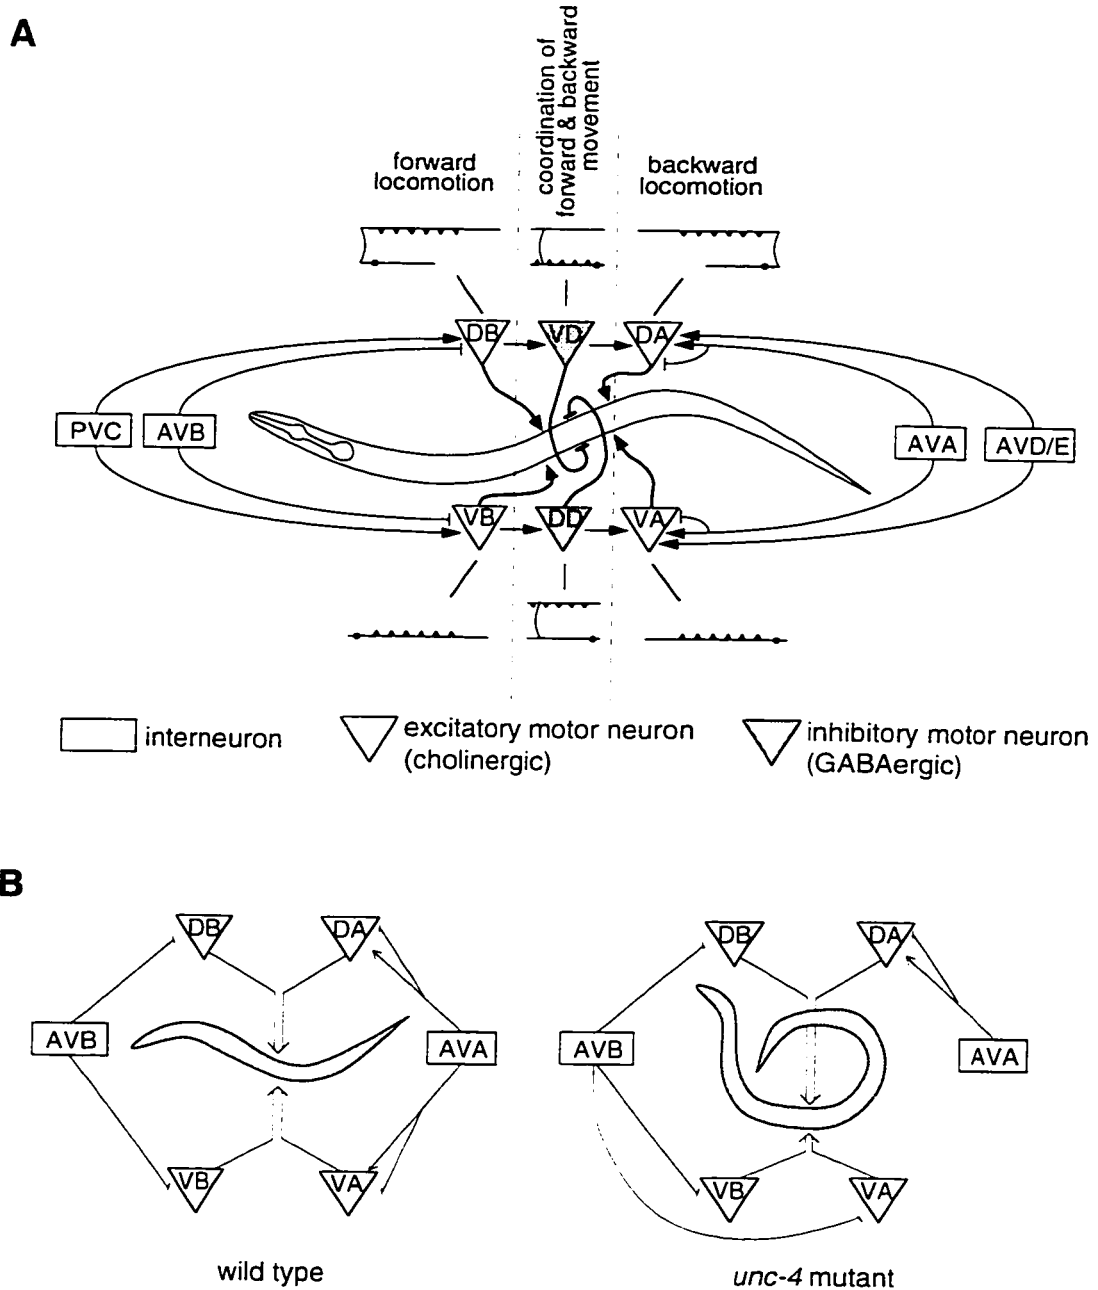 A
coordination of
forward & backward
movement
forward
locomotion
backward
locomotion
DB
VD
DA
PVC
AVB
AVA
AVD/E
VB
DD
VA
interneuron
excitatory motor neuron
(cholinergic)
inhibitory motor neuron
(GABAergic)
B
DB
DA
AVB
AVA
VB
VA
wild type
DB
DA
AVB
AVA
VB
VA
unc-4 mutant